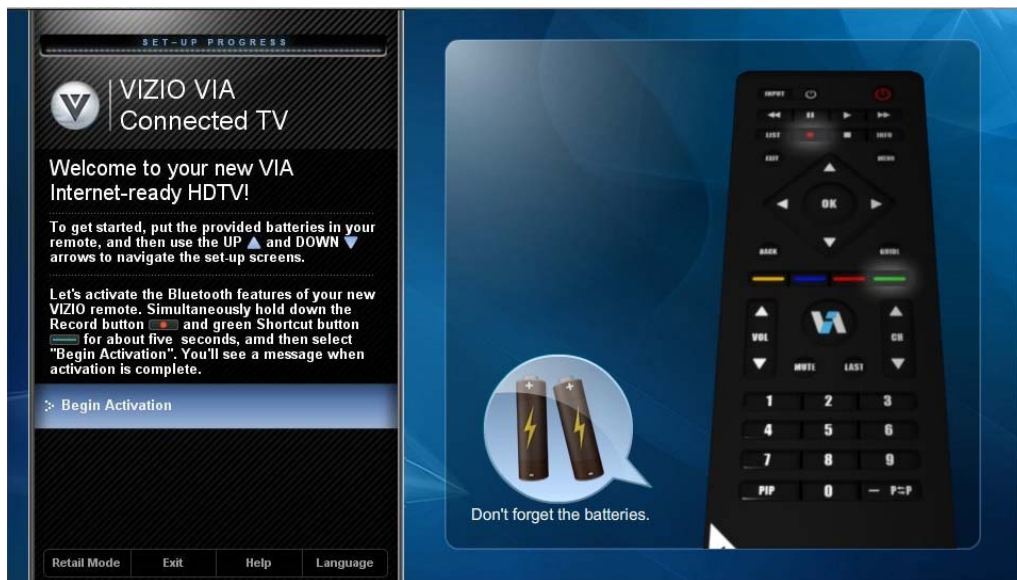 SET-UP PROGRESS
VIZIO VIA
Connected TV
Welcome to your new VIA
Internet-ready HDTV!
To get started, put the provided batteries in your
remote, and then use the UP and DOWN
arrows to navigate the set-up screens.
Let's activate the Bluetooth features of your new
VIZIO remote. Simultaneously hold down the
Record button and green Shortcut button
for about five seconds, amd then select
"Begin Activation". You'll see a message when
activation is complete.
Begin Activation
Retail Mode Exit Help Language
INPUT
LIST INFO
EXIT MENU
OK
BACK GUIDE
VIA
VOL CH
MUTE LAST
1 2 3
4 5 6
7 8 9
PIP 0 — P⇆P
Don't forget the batteries.